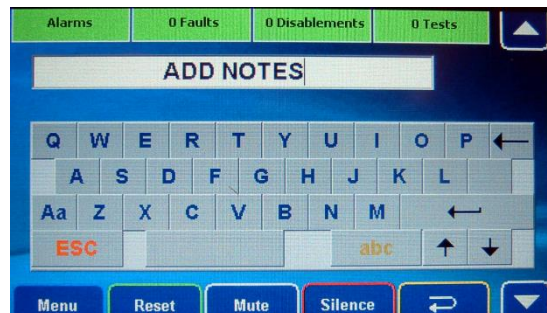 Alarms 0 Faults 0 Disablements 0 Tests
ADD NOTES
Q W E R T Y U I O P
A S D F G H J K L
Aa Z X C V B N M
ESC abc
Menu Reset Mute Silence